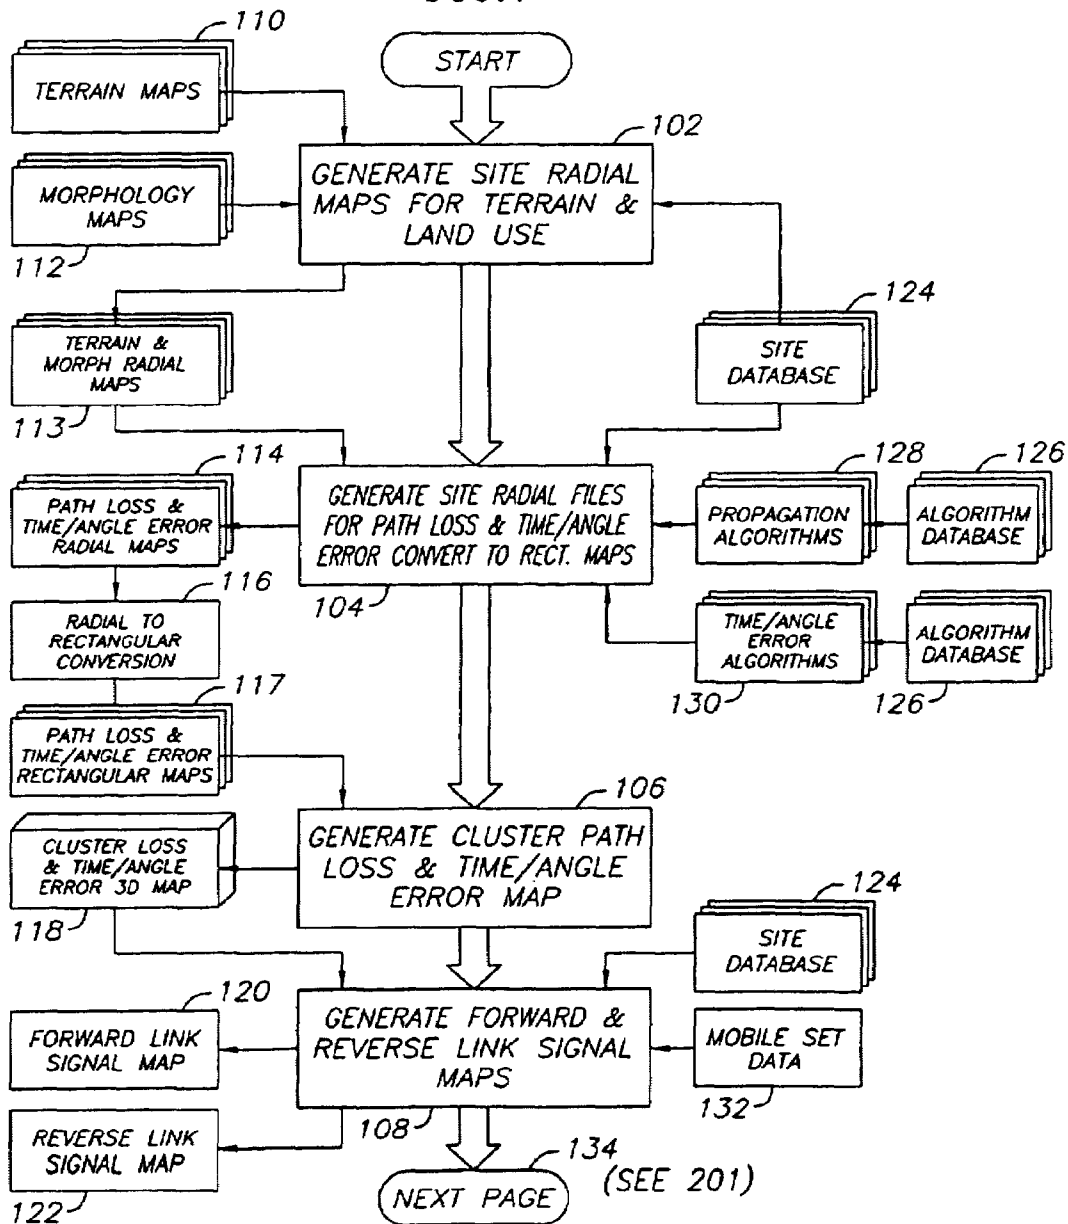 110
START
TERRAIN MAPS
102
GENERATE SITE RADIAL
MAPS FOR TERRAIN &
LAND USE
MORPHOLOGY
MAPS
112
124
TERRAIN &
MORPH RADIAL
MAPS
113
SITE
DATABASE
114
128
126
PATH LOSS &
TIME/ANGLE ERROR
RADIAL MAPS
GENERATE SITE RADIAL FILES
FOR PATH LOSS & TIME/ANGLE
ERROR CONVERT TO RECT. MAPS
104
PROPAGATION
ALGORITHMS
ALGORITHM
DATABASE
116
RADIAL TO
RECTANGULAR
CONVERSION
TIME/ANGLE
ERROR
ALGORITHMS
130
ALGORITHM
DATABASE
126
117
PATH LOSS &
TIME/ANGLE ERROR
RECTANGULAR MAPS
106
CLUSTER LOSS
& TIME/ANGLE
ERROR 3D MAP
118
GENERATE CLUSTER PATH
LOSS & TIME/ANGLE
ERROR MAP
124
SITE
DATABASE
120
FORWARD LINK
SIGNAL MAP
GENERATE FORWARD &
REVERSE LINK SIGNAL
MAPS
108
MOBILE SET
DATA
132
REVERSE LINK
SIGNAL MAP
122
134
(SEE 201)
NEXT PAGE